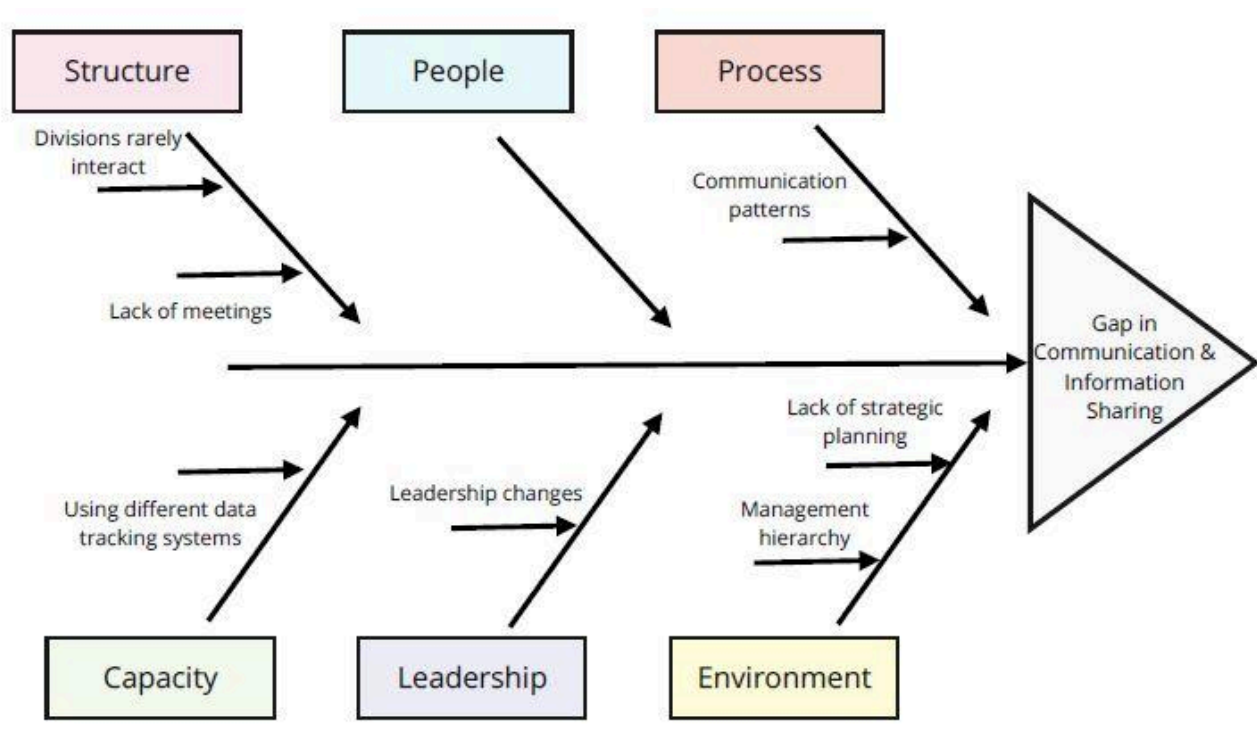 Structure
People
Process
Divisions rarely
interact
Communication
patterns
Lack of meetings
Gap in
Communication &
Information
Sharing
Lack of strategic
planning
Leadership changes
Using different data
tracking systems
Management
hierarchy
Capacity
Leadership
Environment